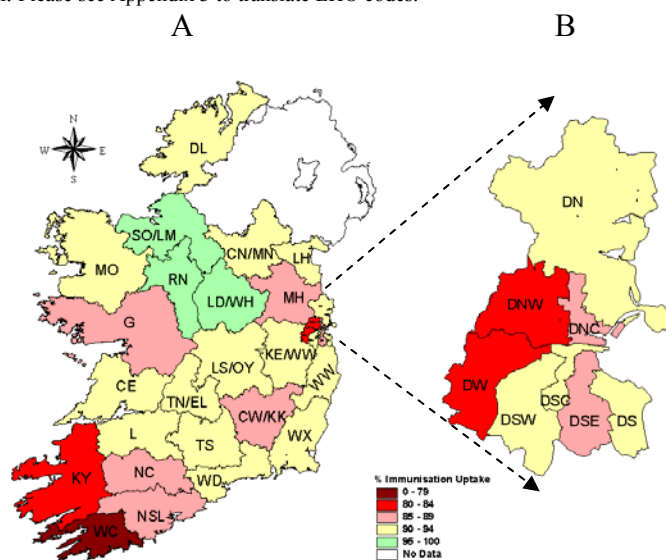 A B
N
W E
S
DL
SO/LM
CN/MN
LH
MO
RN
LD/WH
MH
G
KE/WW
LS/OY
WW
CE
TN/EL
CW/KK
L
TS
WX
KY
NC
WD
NSL
WC
DN
DNW
DNC
DW
DSC
DSW
DSE
DS
% Immunisation Uptake
0 - 79
80 - 84
85 - 89
90 - 94
95 - 100
No Data